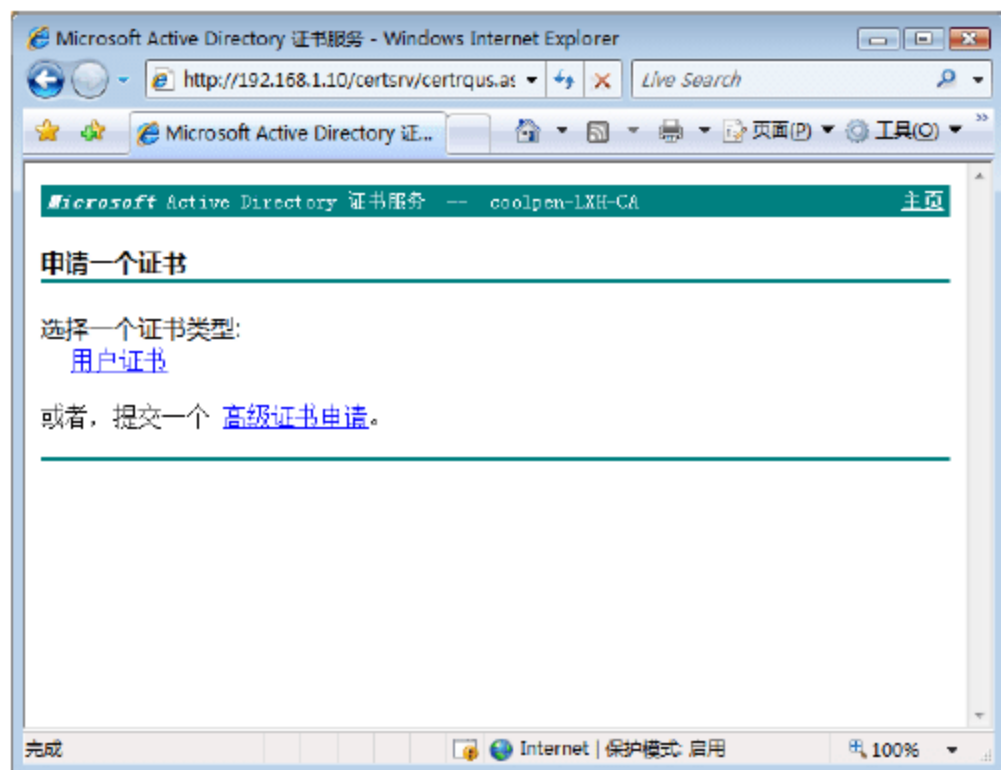 Microsoft Active Directory 证书服务 - Windows Internet Explorer
http://192.168.1.10/certsrv/certrqus.as
Live Search
Microsoft Active Directory 证...
页面(P)
工具(O)
Microsoft Active Directory 证书服务 -- coolpen-LXH-CA
主页
申请一个证书
选择一个证书类型:
用户证书
或者，提交一个 高级证书申请。
完成
Internet | 保护模式: 启用
100%